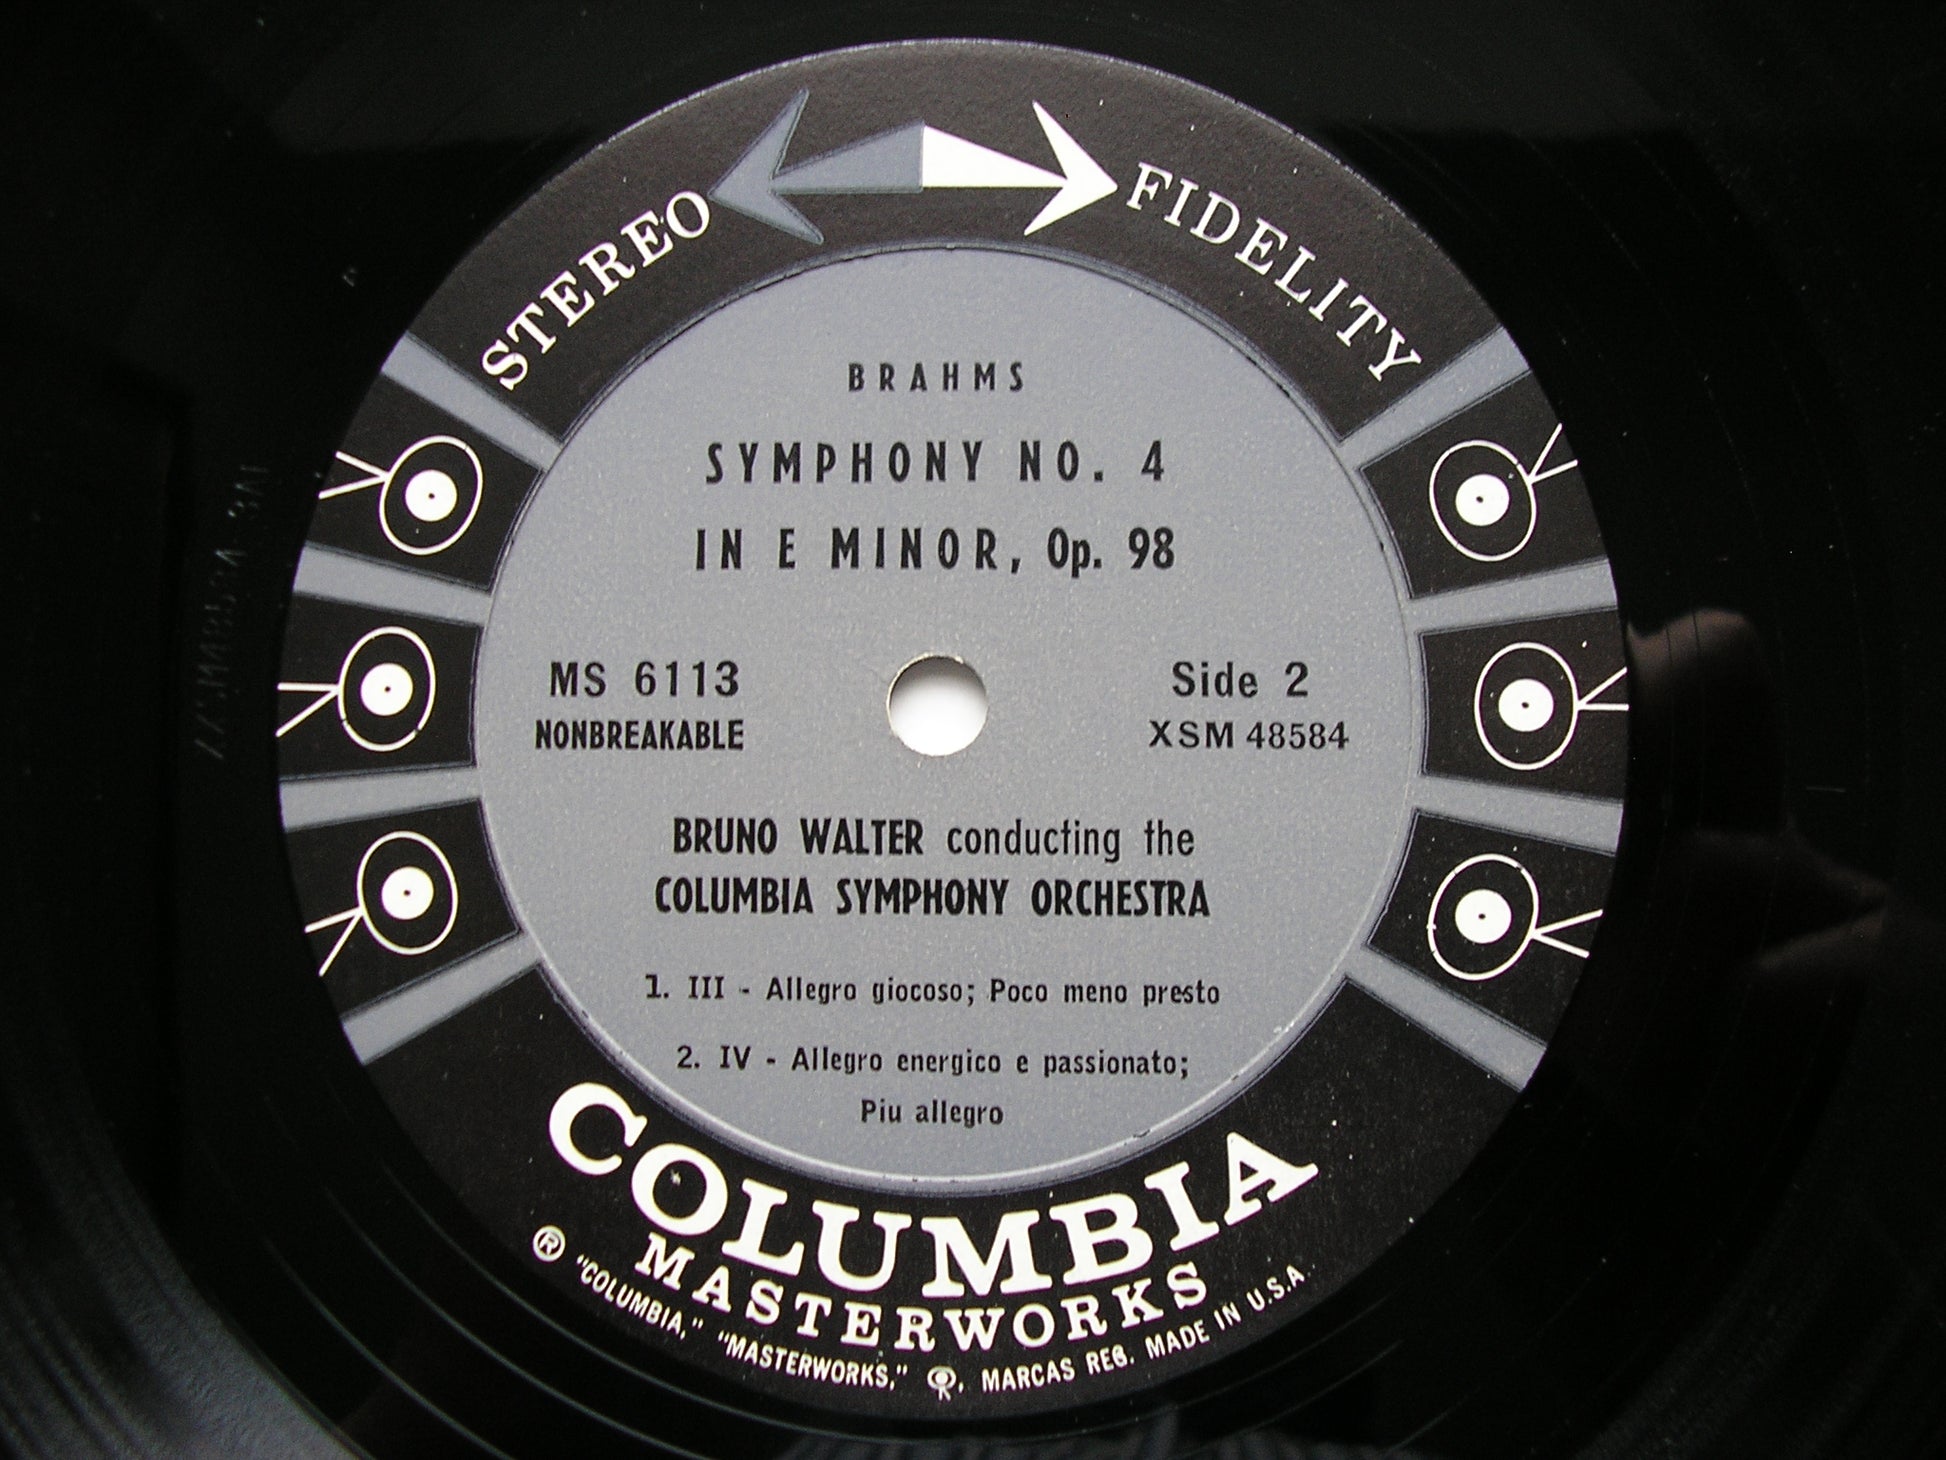 STEREO FIDELITY
BRAHMS
SYMPHONY NO. 4
IN E MINOR, Op. 98
MS 6113
NONBREAKABLE
Side 2
XSM 48584
BRUNO WALTER conducting the
COLUMBIA SYMPHONY ORCHESTRA
1. III - Allegro giocoso; Poco meno presto
2. IV - Allegro energico e passionato;
Piu allegro
COLUMBIA
MASTERWORKS
® "COLUMBIA," "MASTERWORKS," , MARCAS REG. MADE IN U.S.A.